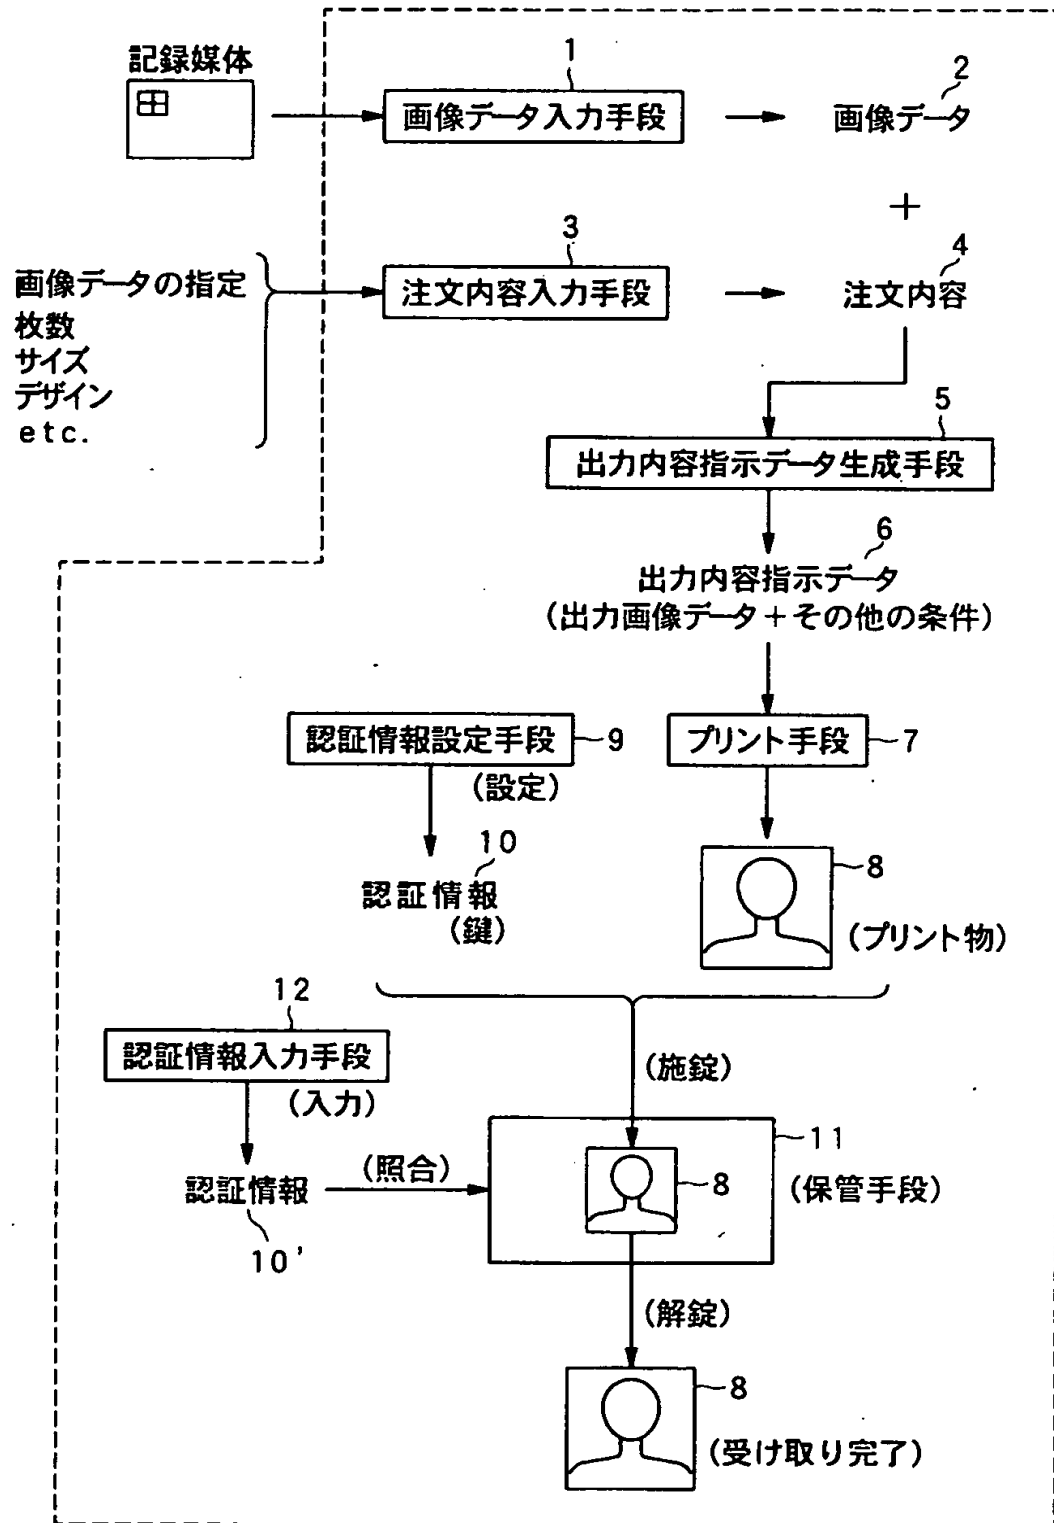 記録媒体
1
画像データ入力手段
2
画像データ
+
3
注文内容入力手段
4
注文内容
画像データの指定
枚数
サイズ
デザイン
etc.
5
出力内容指示データ生成手段
6
出力内容指示データ
(出力画像データ+その他の条件)
認証情報設定手段 9
(設定)
プリント手段 7
10
認証情報
(鍵)
8
(プリント物)
12
認証情報入力手段
(入力)
(施錠)
認証情報
10'
(照合)
8
11
(保管手段)
(解錠)
8
(受け取り完了)